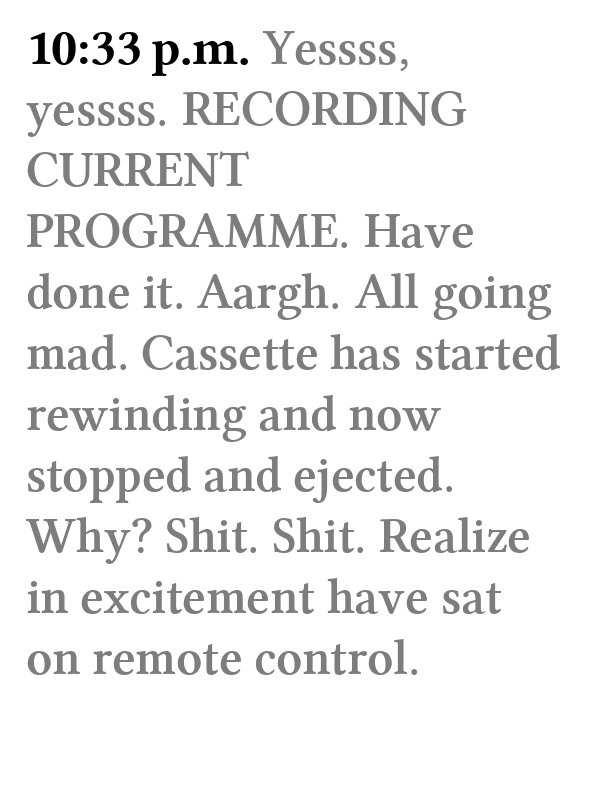 10:33 p.m. Yessss,
yessss. RECORDING
CURRENT
PROGRAMME. Have
done it. Aargh. All going
mad. Cassette has started
rewinding and now
stopped and ejected.
Why? Shit. Shit. Realize
in excitement have sat
on remote control.